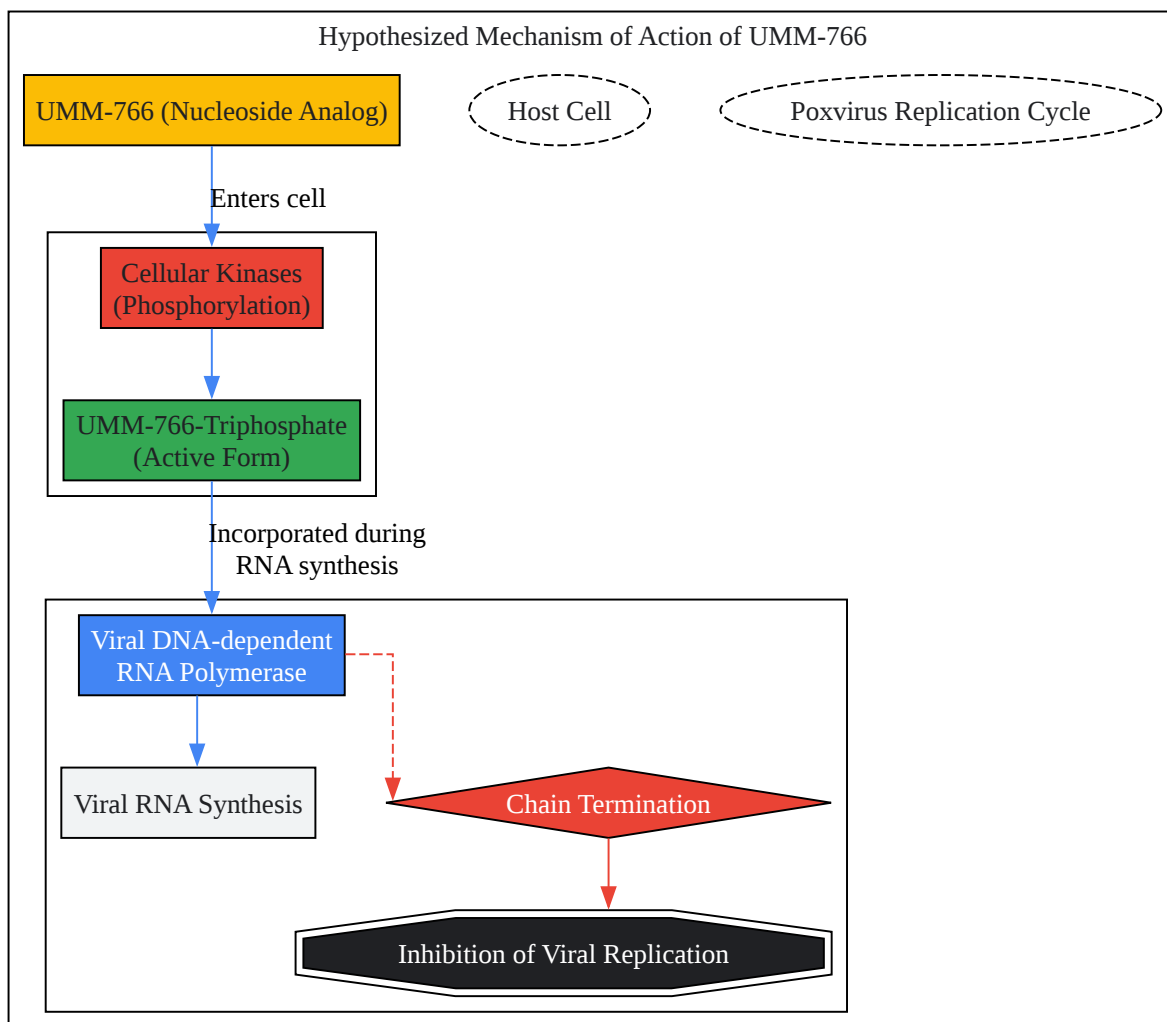 Hypothesized Mechanism of Action of UMM-766
UMM-766 (Nucleoside Analog)
Host Cell
Poxvirus Replication Cycle
Enters cell
Cellular Kinases
(Phosphorylation)
UMM-766-Triphosphate
(Active Form)
Incorporated during
RNA synthesis
Viral DNA-dependent
RNA Polymerase
Viral RNA Synthesis
Chain Termination
Inhibition of Viral Replication